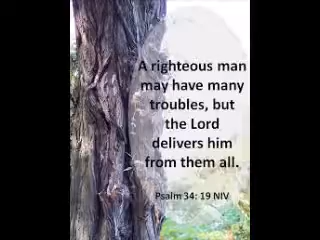 A righteous man
may have many
troubles, but
the Lord
delivers him
from them all.
Psalm 34: 19 NIV